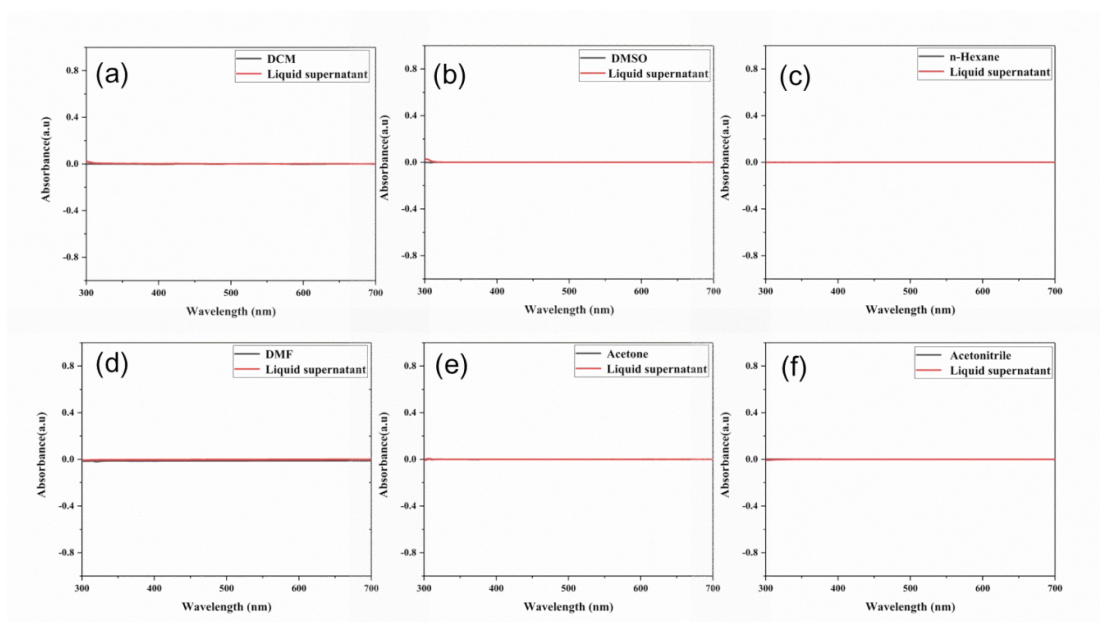 (a)
DCM
Liquid supernatant
0.8
0.4
0.0
-0.4
-0.8
Absorbance(a.u)
300
400
500
600
700
Wavelength (nm)
(b)
DMSO
Liquid supernatant
0.8
0.4
0.0
-0.4
-0.8
Absorbance(a.u)
300
400
500
600
700
Wavelength (nm)
(c)
n-Hexane
Liquid supernatant
0.8
0.4
0.0
-0.4
-0.8
Absorbance(a.u)
300
400
500
600
700
Wavelength (nm)
(d)
DMF
Liquid supernatant
0.8
0.4
0.0
-0.4
-0.8
Absorbance(a.u)
300
400
500
600
700
Wavelength (nm)
(e)
Acetone
Liquid supernatant
0.8
0.4
0.0
-0.4
-0.8
Absorbance(a.u)
300
400
500
600
700
Wavelength (nm)
(f)
Acetonitrile
Liquid supernatant
0.8
0.4
0.0
-0.4
-0.8
Absorbance(a.u)
300
400
500
600
700
Wavelength (nm)